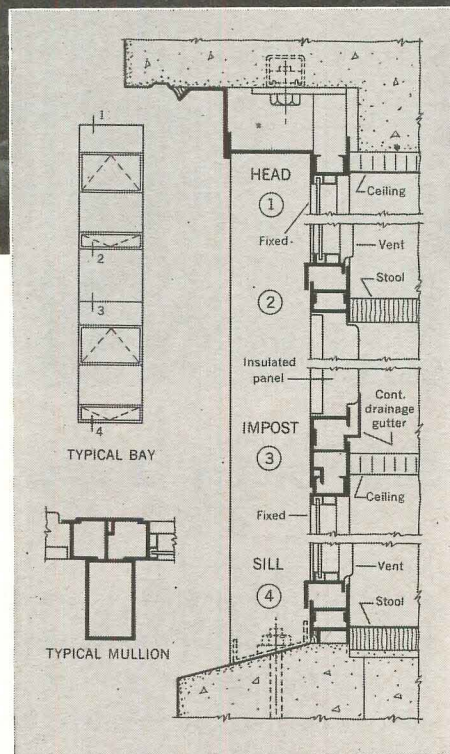 1
2
3
4
TYPICAL BAY
TYPICAL MULLION
HEAD
1
Ceiling
Fixed
Vent
2
Stool
Insulated
panel
Cont.
drainage
gutter
IMPOST
3
Ceiling
Fixed
SILL
Vent
4
Stool